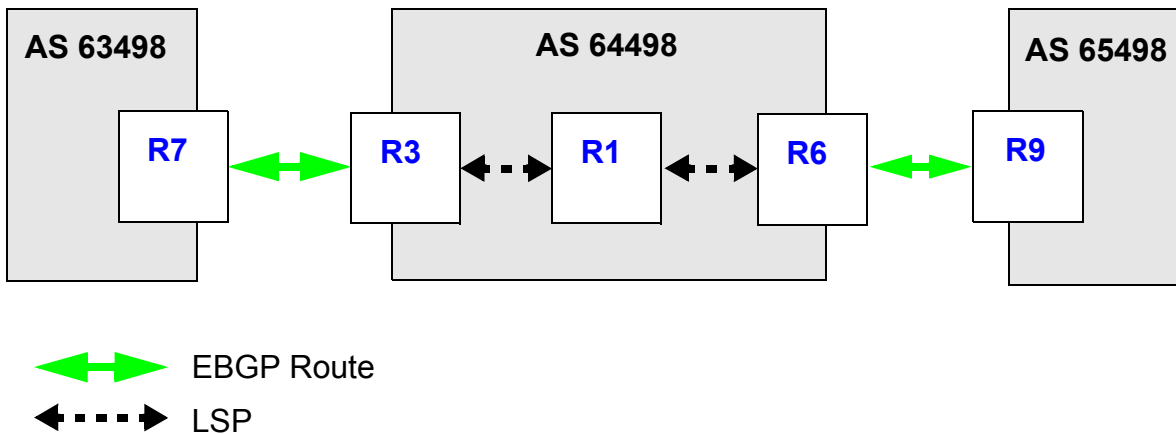 AS 63498
AS 64498
AS 65498
R7
R3
R1
R6
R9
EBGP Route
LSP